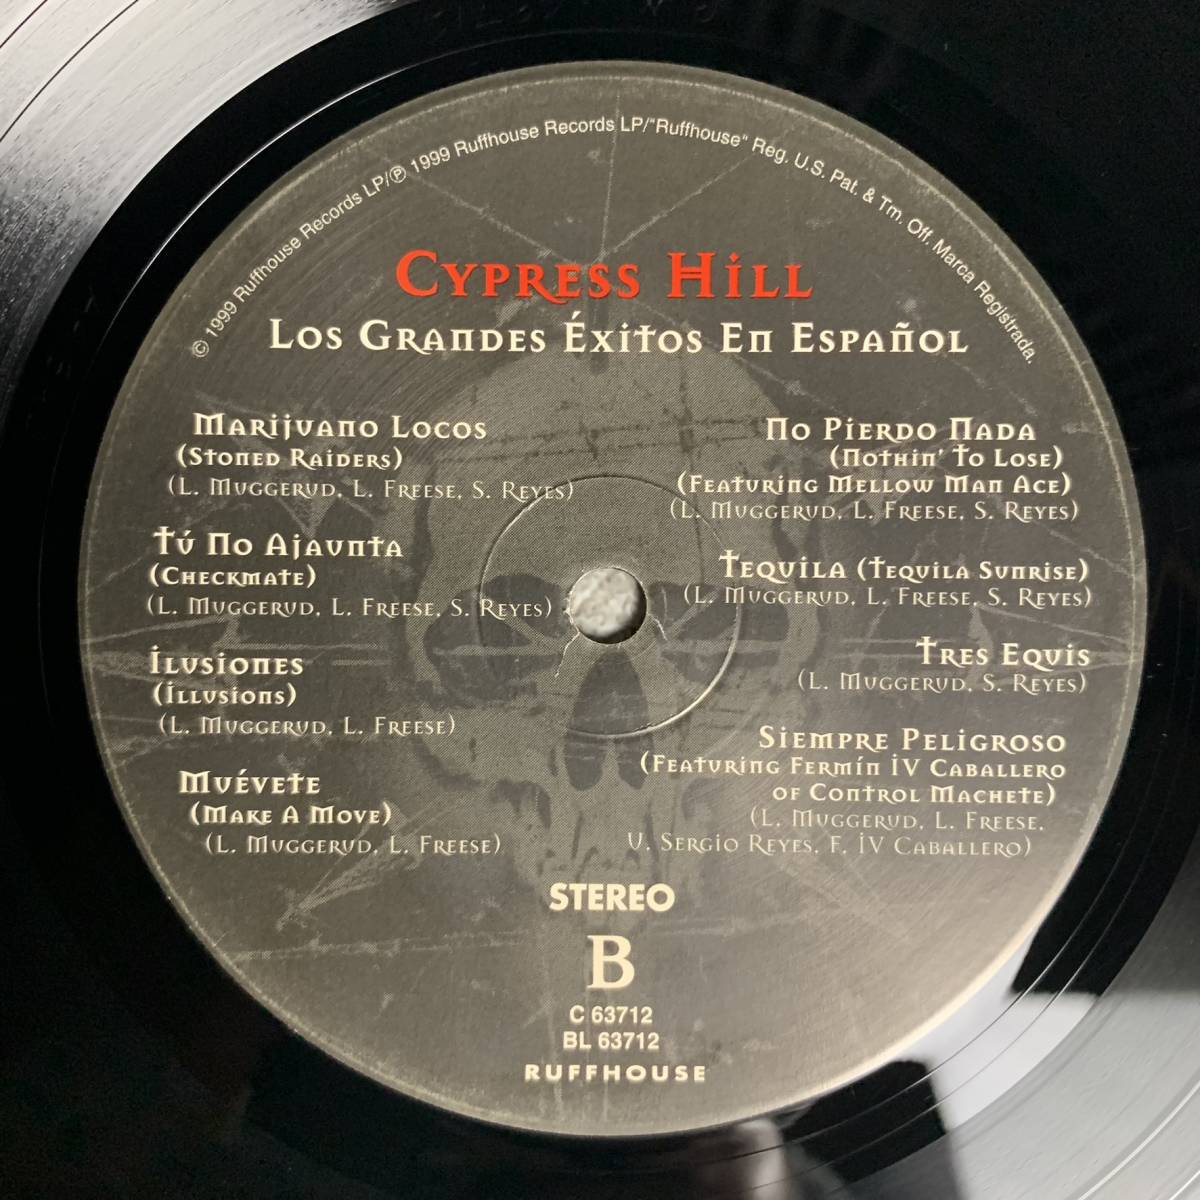 © 1999 Ruffhouse Records LP/℗ 1999 Ruffhouse Records LP/"Ruffhouse" Reg. U.S. Pat. & Tm. Off. Marca Registrada.
Cypress Hill
Los Grandes Éxitos En Español
Marijuano Locos
(Stoned Raiders)
(L. Muggerud, L. Freese, S. Reyes)
Tú No Ajaunta
(Checkmate)
(L. Muggerud, L. Freese, S. Reyes)
Ilusiones
(Illusions)
(L. Muggerud, L. Freese)
Muévete
(Make A Move)
(L. Muggerud, L. Freese)
No Pierdo Nada
(Nothin' To Lose)
(Featuring Mellow Man Ace)
(L. Muggerud, L. Freese, S. Reyes)
Tequila (Tequila Sunrise)
(L. Muggerud, L. Freese, S. Reyes)
Tres Equis
(L. Muggerud, S. Reyes)
Siempre Peligroso
(Featuring Fermín IV Caballero
of Control Machete)
(L. Muggerud, L. Freese,
U. Sergio Reyes, F. IV Caballero)
STEREO
B
C 63712
BL 63712
RUFFHOUSE